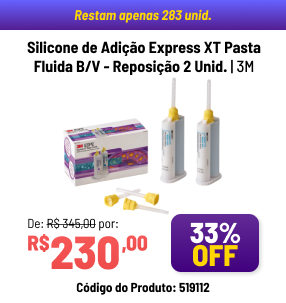 Restam apenas 283 unid.
Silicone de Adição Express XT Pasta
Fluida B/V - Reposição 2 Unid. | 3M
De: R$ 345,00 por:
R$230,00
33%
OFF
Código do Produto: 519112